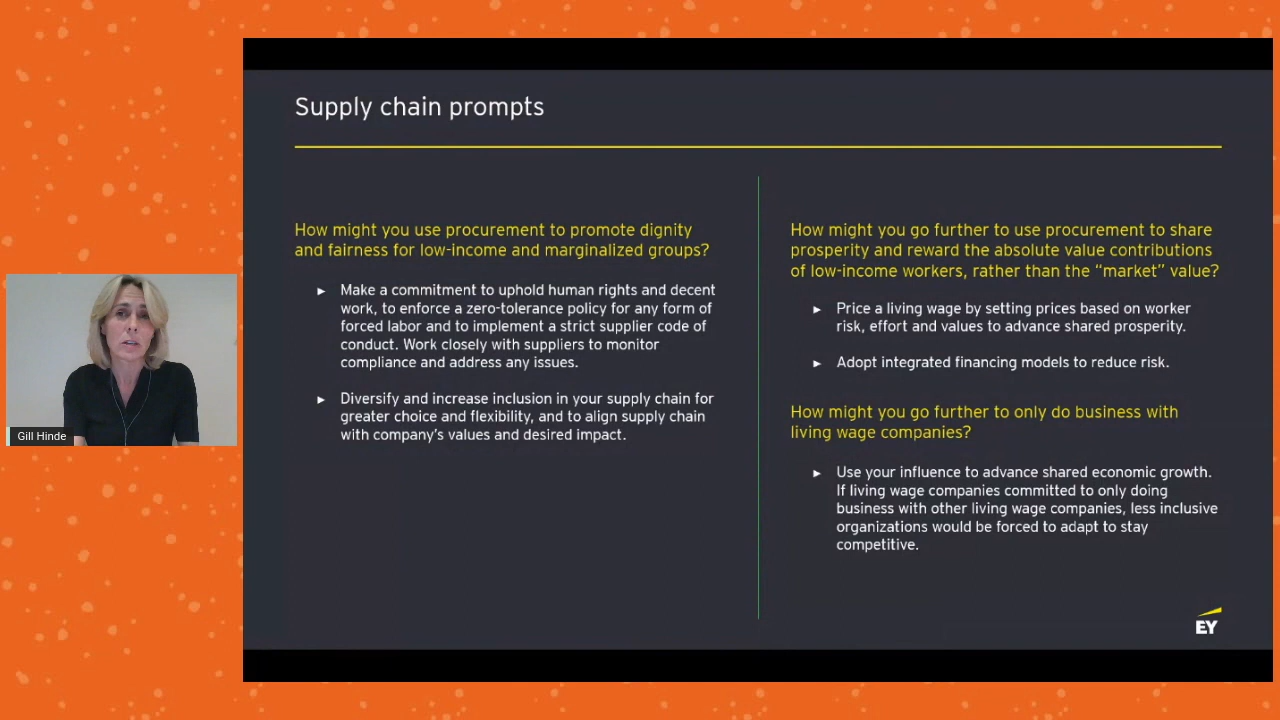 Supply chain prompts
How might you use procurement to promote dignity
and fairness for low-income and marginalized groups?
► Make a commitment to uphold human rights and decent
work, to enforce a zero-tolerance policy for any form of
forced labor and to implement a strict supplier code of
conduct. Work closely with suppliers to monitor
compliance and address any issues.
► Diversify and increase inclusion in your supply chain for
greater choice and flexibility, and to align supply chain
with company's values and desired impact.
How might you go further to use procurement to share
prosperity and reward the absolute value contributions
of low-income workers, rather than the “market” value?
► Price a living wage by setting prices based on worker
risk, effort and values to advance shared prosperity.
► Adopt integrated financing models to reduce risk.
How might you go further to only do business with
living wage companies?
► Use your influence to advance shared economic growth.
If living wage companies committed to only doing
business with other living wage companies, less inclusive
organizations would be forced to adapt to stay
competitive.
EY
Gill Hinde